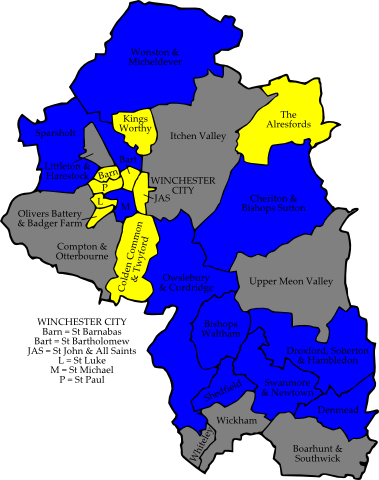 Wonston &
Micheldever
The
Alresfords
Kings
Worthy
Itchen Valley
Sparsholt
Bart
Littleton &
Harestock
Barn
P
WINCHESTER
CITY
JAS
L
M
Cheriton &
Bishops Sutton
Olivers Battery
& Badger Farm
Compton &
Otterbourne
Colden Common
& Twyford
Owslebury
& Curdridge
Upper Meon Valley
WINCHESTER CITY
Barn = St Barnabas
Bart = St Bartholomew
JAS = St John & All Saints
L = St Luke
M = St Michael
P = St Paul
Bishops
Waltham
Droxford, Soberton
& Hambledon
Shedfield
Swanmore
& Newtown
Denmead
Wickham
Whiteley
Boarhunt &
Southwick